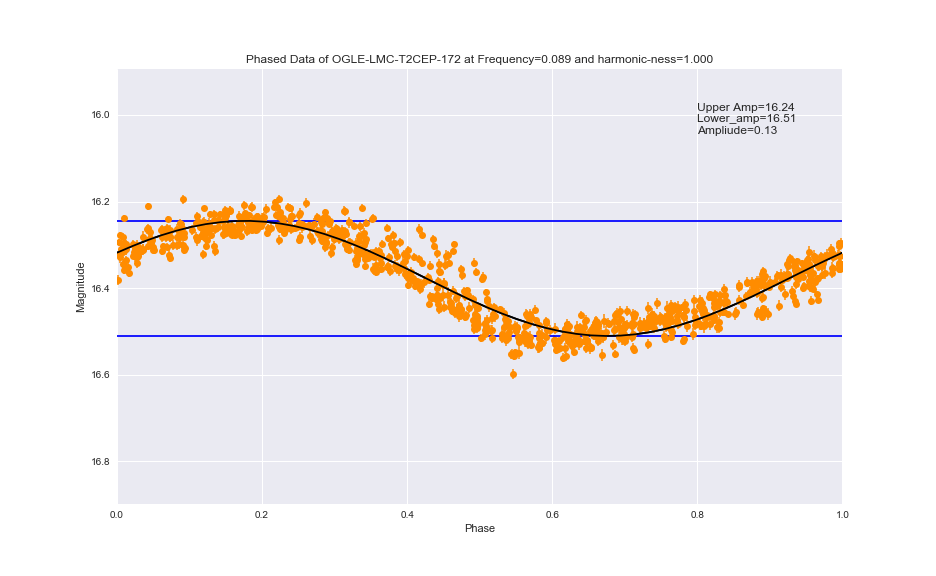 Phased Data of OGLE-LMC-T2CEP-172 at Frequency=0.089 and harmonic-ness=1.000
Upper Amp=16.24
Lower_amp=16.51
Ampliude=0.13
16.0
16.2
16.4
16.6
16.8
Magnitude
0.0
0.2
0.4
0.6
0.8
1.0
Phase